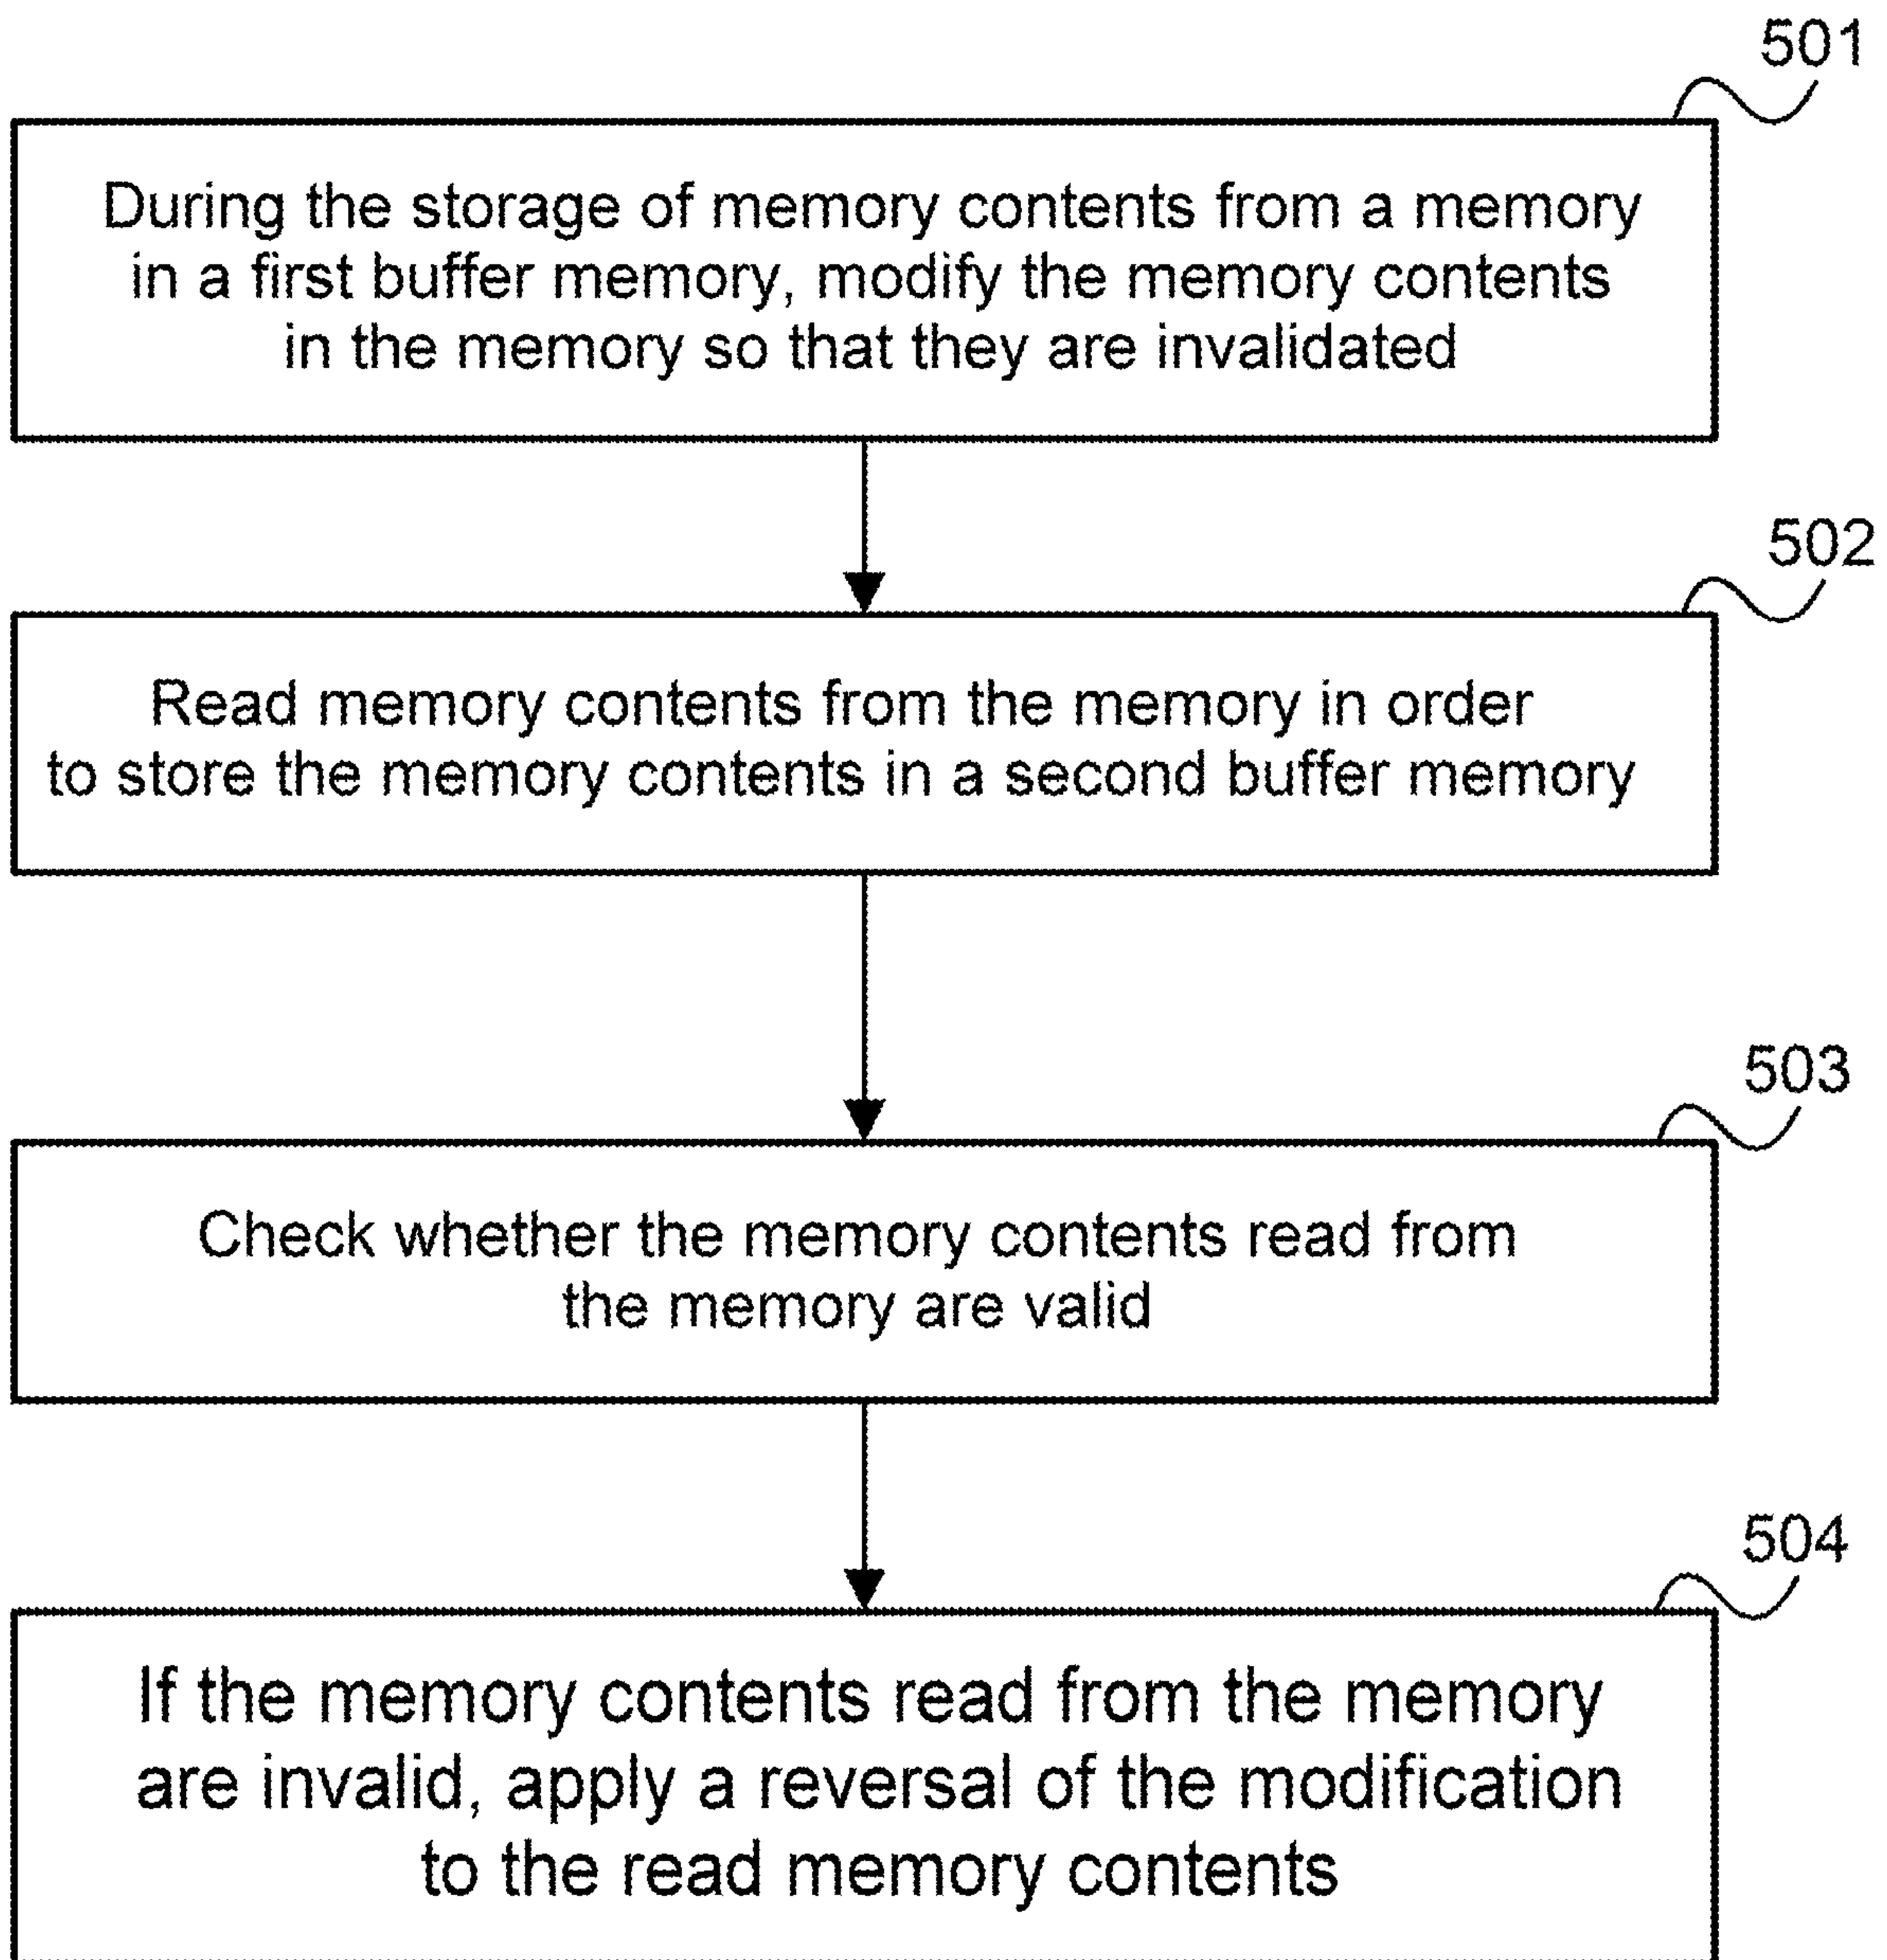 501
During the storage of memory contents from a memory
in a first buffer memory, modify the memory contents
in the memory so that they are invalidated
502
Read memory contents from the memory in order
to store the memory contents in a second buffer memory
503
Check whether the memory contents read from
the memory are valid
504
If the memory contents read from the memory
are invalid, apply a reversal of the modification
to the read memory contents